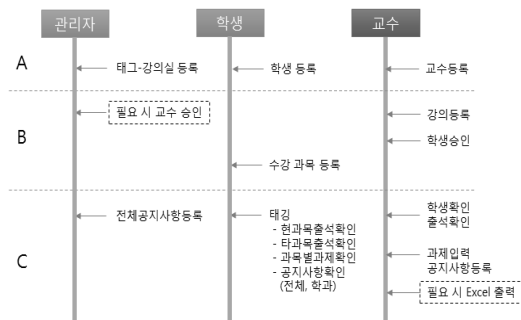 관리자
학생
교수
A
태그-강의실 등록
학생 등록
교수등록
B
필요 시 교수 승인
강의등록
학생승인
수강 과목 등록
C
전체공지사항등록
태깅
- 현과목출석확인
- 타과목출석확인
- 과목별과제확인
- 공지사항확인
(전체, 학과)
학생확인
출석확인
과제입력
공지사항등록
필요 시 Excel 출력